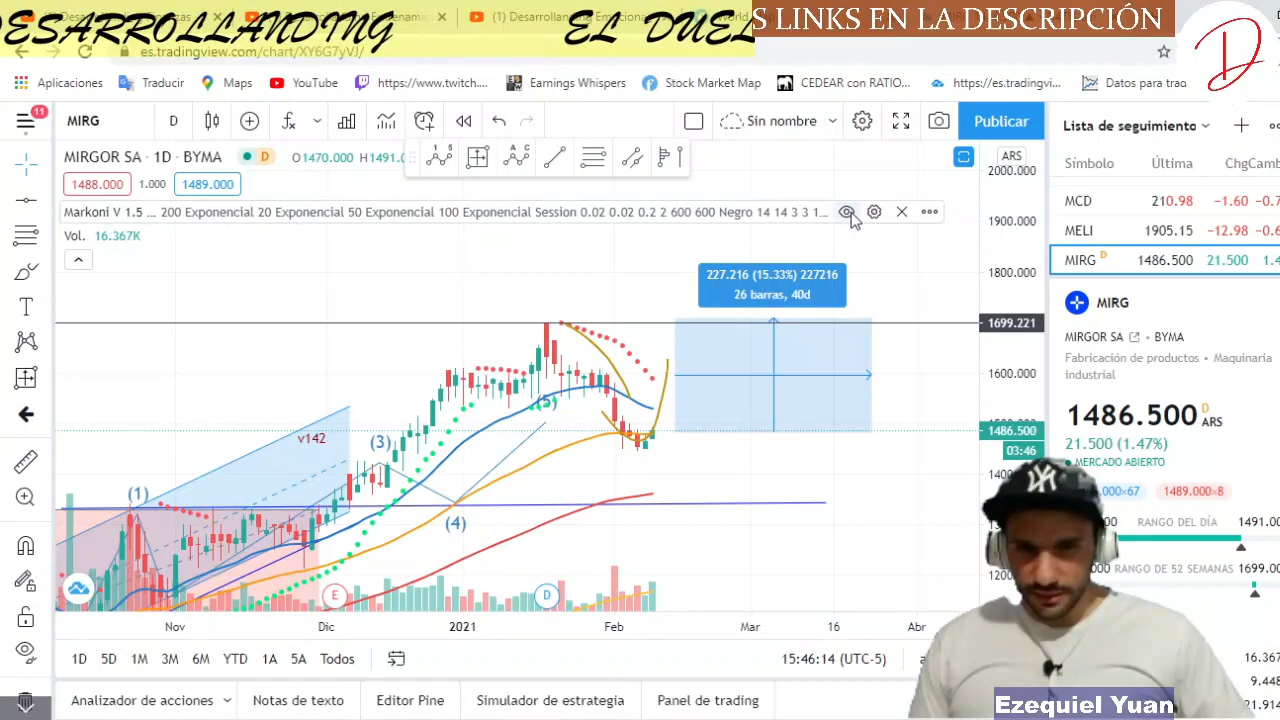 DESARROLLANDING
EL DUEL
S LINKS EN LA DESCRIPCIÓN
D
es.tradingview.com/chart/XY6G7yVJ/
Aplicaciones
Traducir
Maps
YouTube
https://www.twitch....
Earnings Whispers
Stock Market Map
CEDEAR con RATIO...
https://es.tradingvi...
Datos para trad
11
MIRG
D
Sin nombre
Publicar
Lista de seguimiento
MIRGOR SA · 1D · BYMA
D
O1470.000
H1491.0
ARS
Símbolo
Última
Chg
Camb
1488.000
1.000
1489.000
Markoni V 1.5 ... 200 Exponencial 20 Exponencial 50 Exponencial 100 Exponencial Session 0.02 0.02 0.2 2 600 600 Negro 14 14 3 3 1...
Vol. 16.367K
MCD
210.98
-1.60
-0.7
MELI
1905.15
-12.98
-0.6
MIRG D
1486.500
21.500
1.4
2000.000
1900.000
1800.000
1699.221
1600.000
1486.500
03:46
227.216 (15.33%) 227216
26 barras, 40d
v142
(1)
(3)
(4)
(5)
E
D
MIRG
MIRGOR SA
BYMA
Fabricación de productos • Maquinaria
industrial
1486.500 D ARS
21.500 (1.47%)
MERCADO ABIERTO
.000×67
1489.000×8
RANGO DEL DÍA
1491.0
RANGO DE 52 SEMANAS
1699.0
Nov
Dic
2021
Feb
Mar
16
Abr
1D
5D
1M
3M
6M
YTD
1A
5A
Todos
15:46:14 (UTC-5)
16.367
9.448
21.914
Analizador de acciones
Notas de texto
Editor Pine
Simulador de estrategia
Panel de trading
Ezequiel Yuan